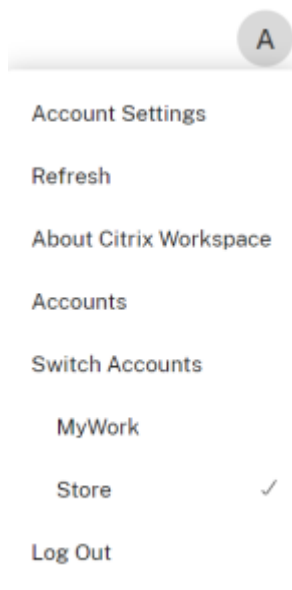 A
Account Settings
Refresh
About Citrix Workspace
Accounts
Switch Accounts
MyWork
Store
Log Out